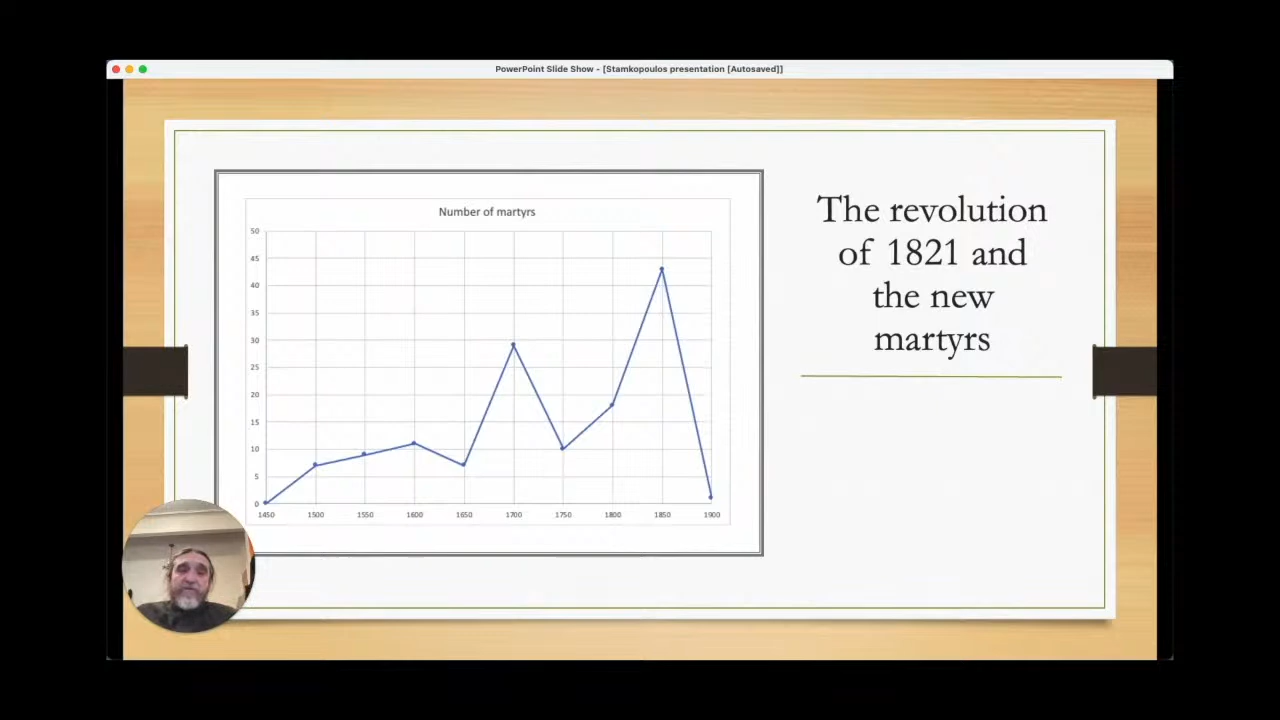 PowerPoint Slide Show - [Stamkopoulos presentation [Autosaved]]
Number of martyrs
50
45
40
35
30
25
20
15
10
5
0
1450 1500 1550 1600 1650 1700 1750 1800 1850 1900
The revolution
of 1821 and
the new
martyrs